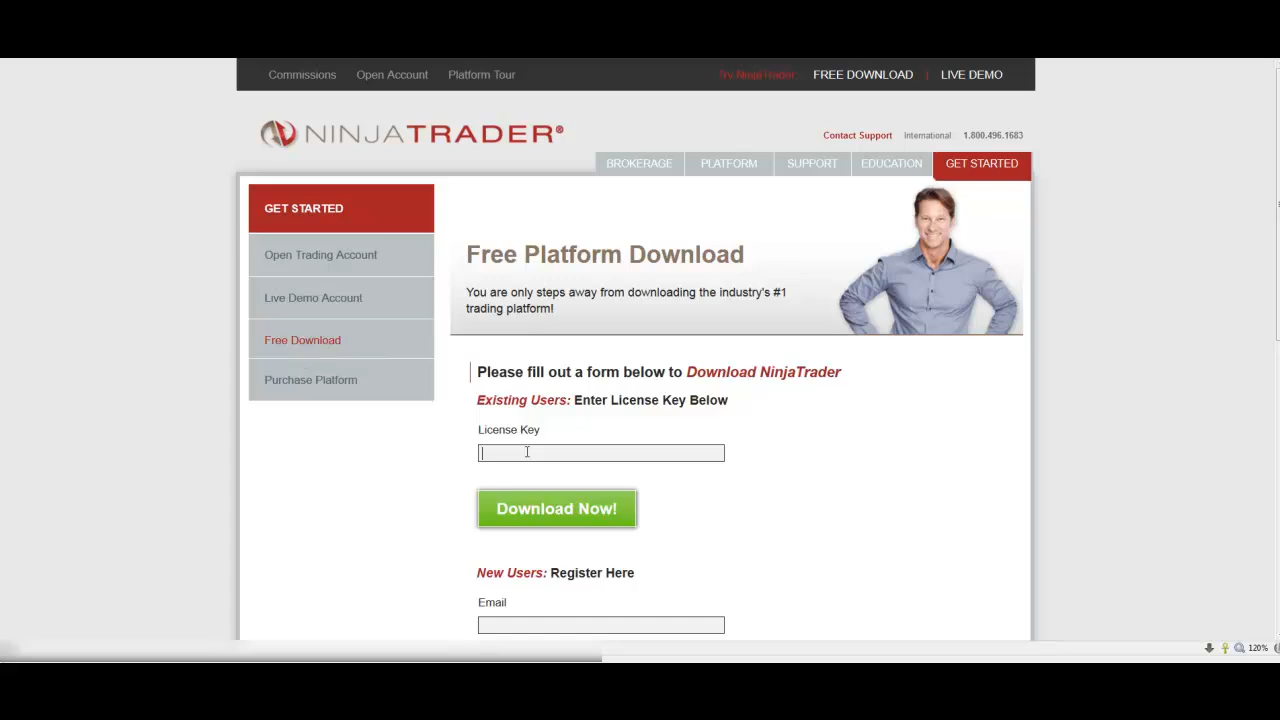 Commissions Open Account Platform Tour
Try NinjaTrader FREE DOWNLOAD | LIVE DEMO
NINJATRADER®
Contact Support International 1.800.496.1683
BROKERAGE PLATFORM SUPPORT EDUCATION GET STARTED
GET STARTED
Open Trading Account
Live Demo Account
Free Download
Purchase Platform
Free Platform Download
You are only steps away from downloading the industry's #1
trading platform!
Please fill out a form below to Download NinjaTrader
Existing Users: Enter License Key Below
License Key
Download Now!
New Users: Register Here
Email
120%